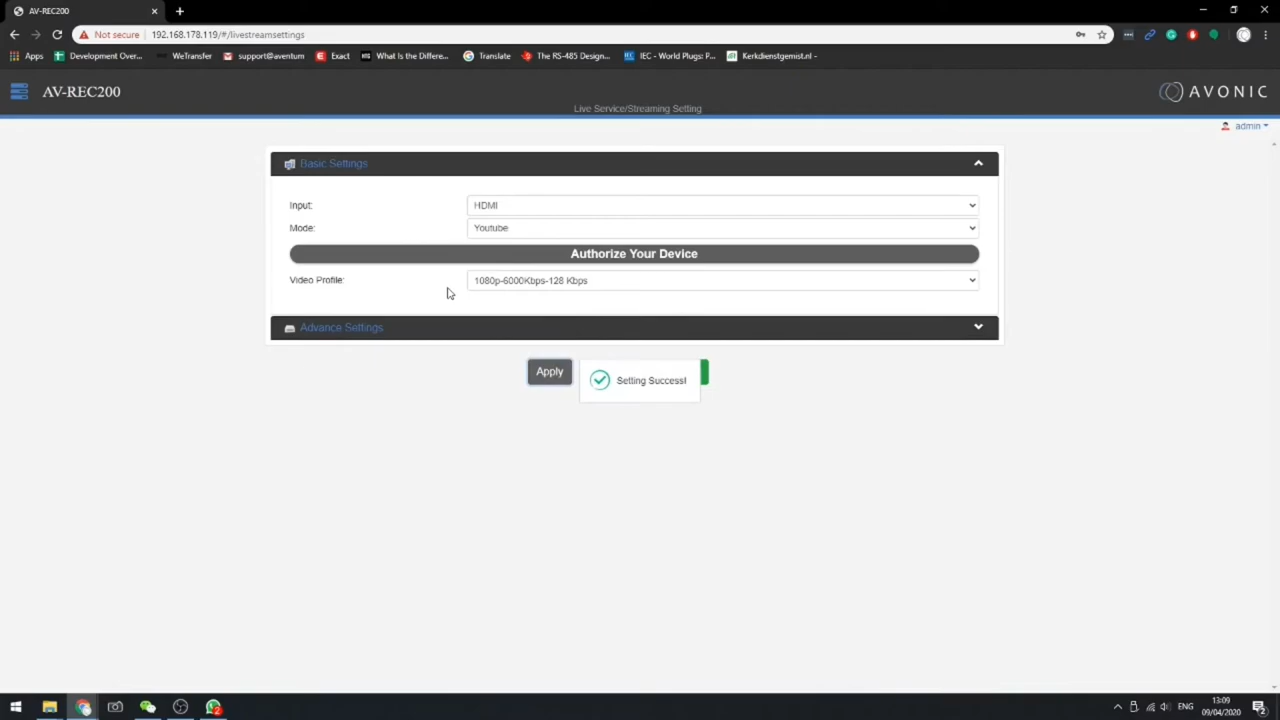 AV-REC200
Not secure
192.168.178.119/#/livestreamsettings
Apps
Development Over...
WeTransfer
support@aventum
Exact
What Is the Differe...
Translate
The RS-485 Design...
IEC - World Plugs: P...
Kerkdienstgemist.nl -
AV-REC200
AVONIC
Live Service/Streaming Setting
admin
Basic Settings
Input:
HDMI
Mode:
Youtube
Authorize Your Device
Video Profile:
1080p-6000Kbps-128 Kbps
Advance Settings
Apply
Setting Success!
ENG
13:09
09/04/2020
2